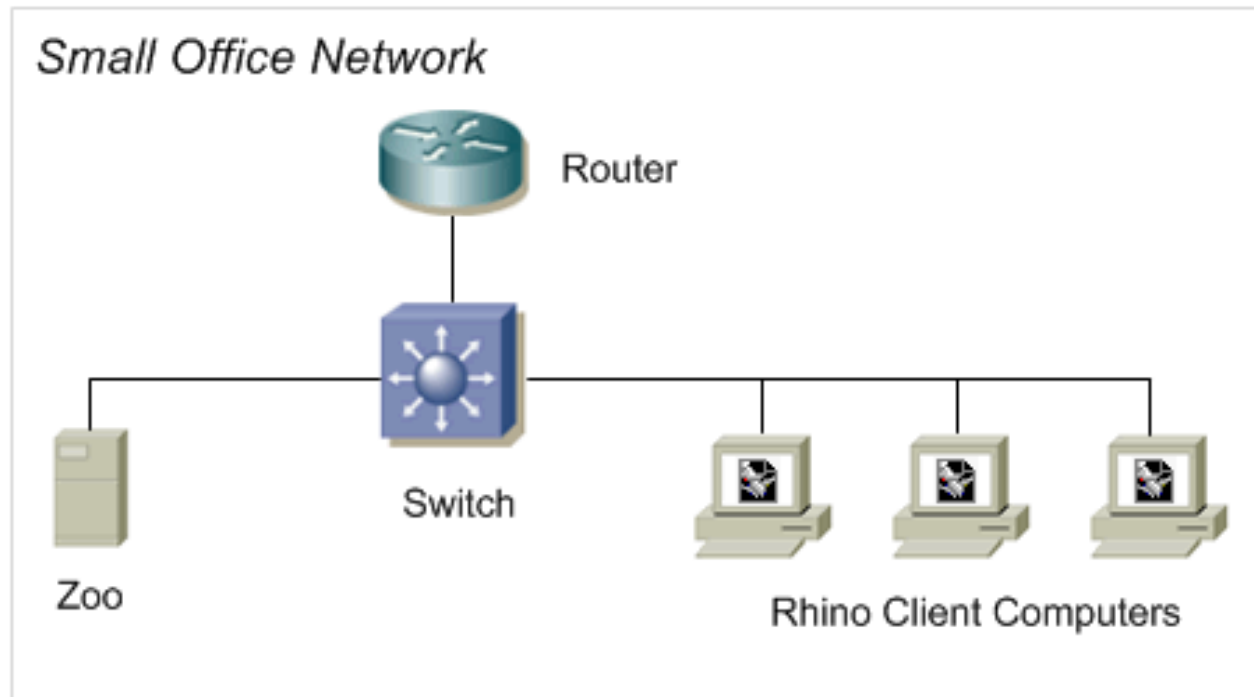 Small Office Network
Router
Switch
Zoo
Rhino Client Computers